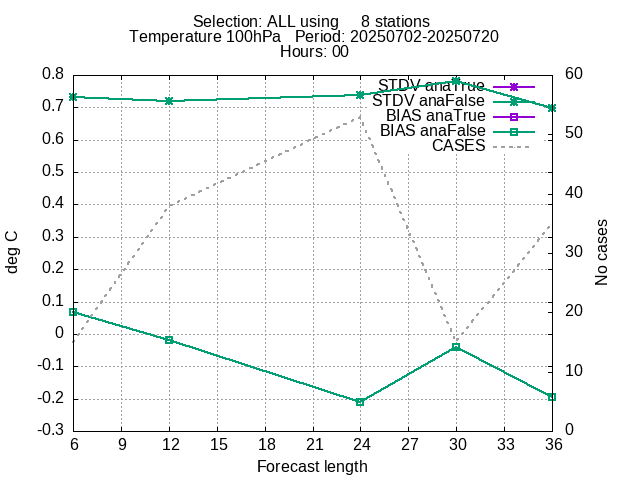 Selection: ALL using     8 stations
Temperature 100hPa   Period: 20250702-20250720
Hours: 00
0.8
0.7
0.6
0.5
0.4
0.3
0.2
0.1
0
-0.1
-0.2
-0.3
deg C
STDV anaTrue
STDV anaFalse
BIAS anaTrue
BIAS anaFalse
CASES
60
50
40
30
20
10
0
No cases
6 9 12 15 18 21 24 27 30 33 36
Forecast length